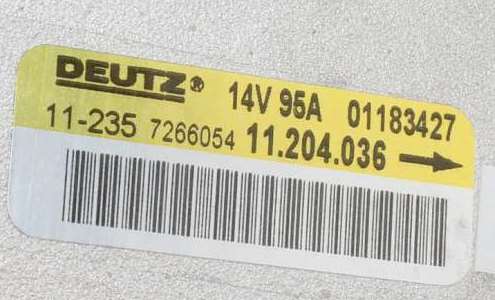 DEUTZ® 14V 95A 01183427
11-235 7266054 11.204.036